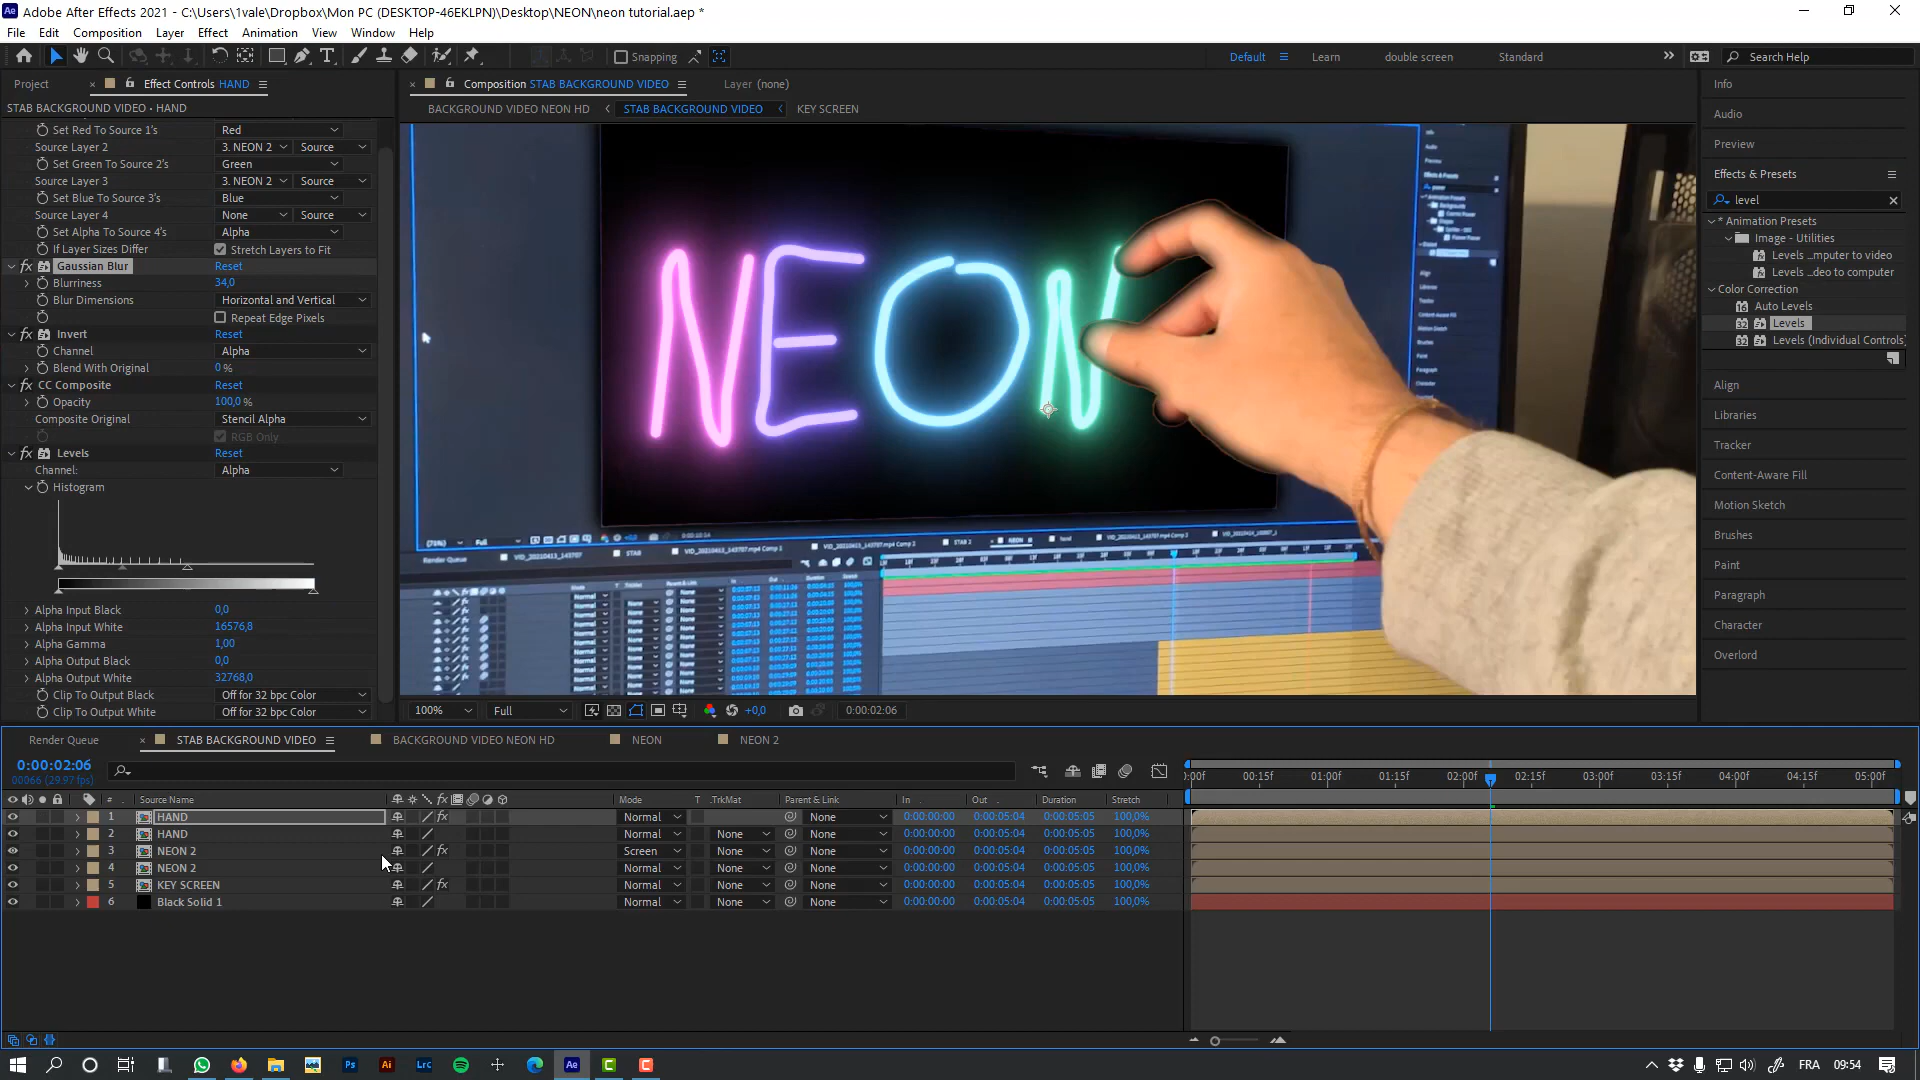 Adobe After Effects 2021 - C:\Users\1vale\Dropbox\Mon PC (DESKTOP-46EKLPN)\Desktop\NEON\neon tutorial.aep *
File Edit Composition Layer Effect Animation View Window Help
Snapping Default Learn double screen Standard Search Help
Project Effect Controls HAND Composition STAB BACKGROUND VIDEO Layer (none)
STAB BACKGROUND VIDEO • HAND BACKGROUND VIDEO NEON HD STAB BACKGROUND VIDEO KEY SCREEN
Set Red To Source 1's Red
Source Layer 2 3. NEON 2 Source
Set Green To Source 2's Green
Source Layer 3 3. NEON 2 Source
Set Blue To Source 3's Blue
Source Layer 4 None Source
Set Alpha To Source 4's Alpha
If Layer Sizes Differ Stretch Layers to Fit
fx Gaussian Blur Reset
Blurriness 34,0
Blur Dimensions Horizontal and Vertical
Repeat Edge Pixels
fx Invert Reset
Channel Alpha
Blend With Original 0 %
fx CC Composite Reset
Opacity 100,0 %
Composite Original Stencil Alpha
RGB Only
fx Levels Reset
Channel: Alpha
Histogram
Alpha Input Black 0,0
Alpha Input White 16576,8
Alpha Gamma 1,00
Alpha Output Black 0,0
Alpha Output White 32768,0
Clip To Output Black Off for 32 bpc Color
Clip To Output White Off for 32 bpc Color
NEON
100% Full +0,0 0:00:02:06
Info
Audio
Preview
Effects & Presets
level
* Animation Presets
Image - Utilities
Levels ...mputer to video
Levels ...deo to computer
Color Correction
Auto Levels
Levels
Levels (Individual Controls)
Align
Libraries
Tracker
Content-Aware Fill
Motion Sketch
Brushes
Paint
Paragraph
Character
Overlord
Render Queue STAB BACKGROUND VIDEO BACKGROUND VIDEO NEON HD NEON NEON 2
0:00:02:06
00066 (29.97 fps)
:00f 00:15f 01:00f 01:15f 02:00f 02:15f 03:00f 03:15f 04:00f 04:15f 05:00f
# Source Name fx Mode T .TrkMat Parent & Link In Out Duration Stretch
1 HAND fx Normal None 0:00:00:00 0:00:05:04 0:00:05:05 100,0%
2 HAND Normal None None 0:00:00:00 0:00:05:04 0:00:05:05 100,0%
3 NEON 2 fx Screen None None 0:00:00:00 0:00:05:04 0:00:05:05 100,0%
4 NEON 2 Normal None None 0:00:00:00 0:00:05:04 0:00:05:05 100,0%
5 KEY SCREEN fx Normal None None 0:00:00:00 0:00:05:04 0:00:05:05 100,0%
6 Black Solid 1 Normal None None 0:00:00:00 0:00:05:04 0:00:05:05 100,0%
Ps Ai Lrc Ae FRA 09:54